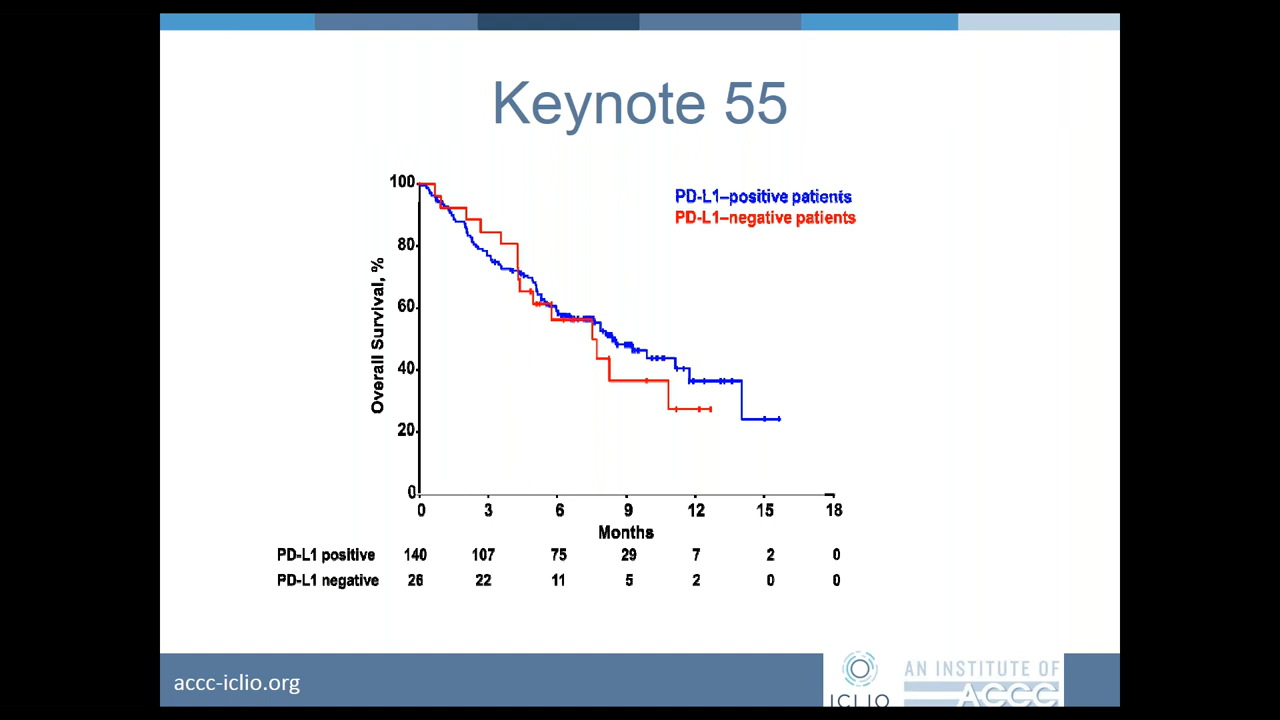 Keynote 55
PD-L1–positive patients
PD-L1–negative patients
Overall Survival, %
100
80
60
40
20
0
0 3 6 9 12 15 18
Months
PD-L1 positive 140 107 75 29 7 2 0
PD-L1 negative 26 22 11 5 2 0 0
accc-iclio.org
ICLIO
AN INSTITUTE OF
ACCC